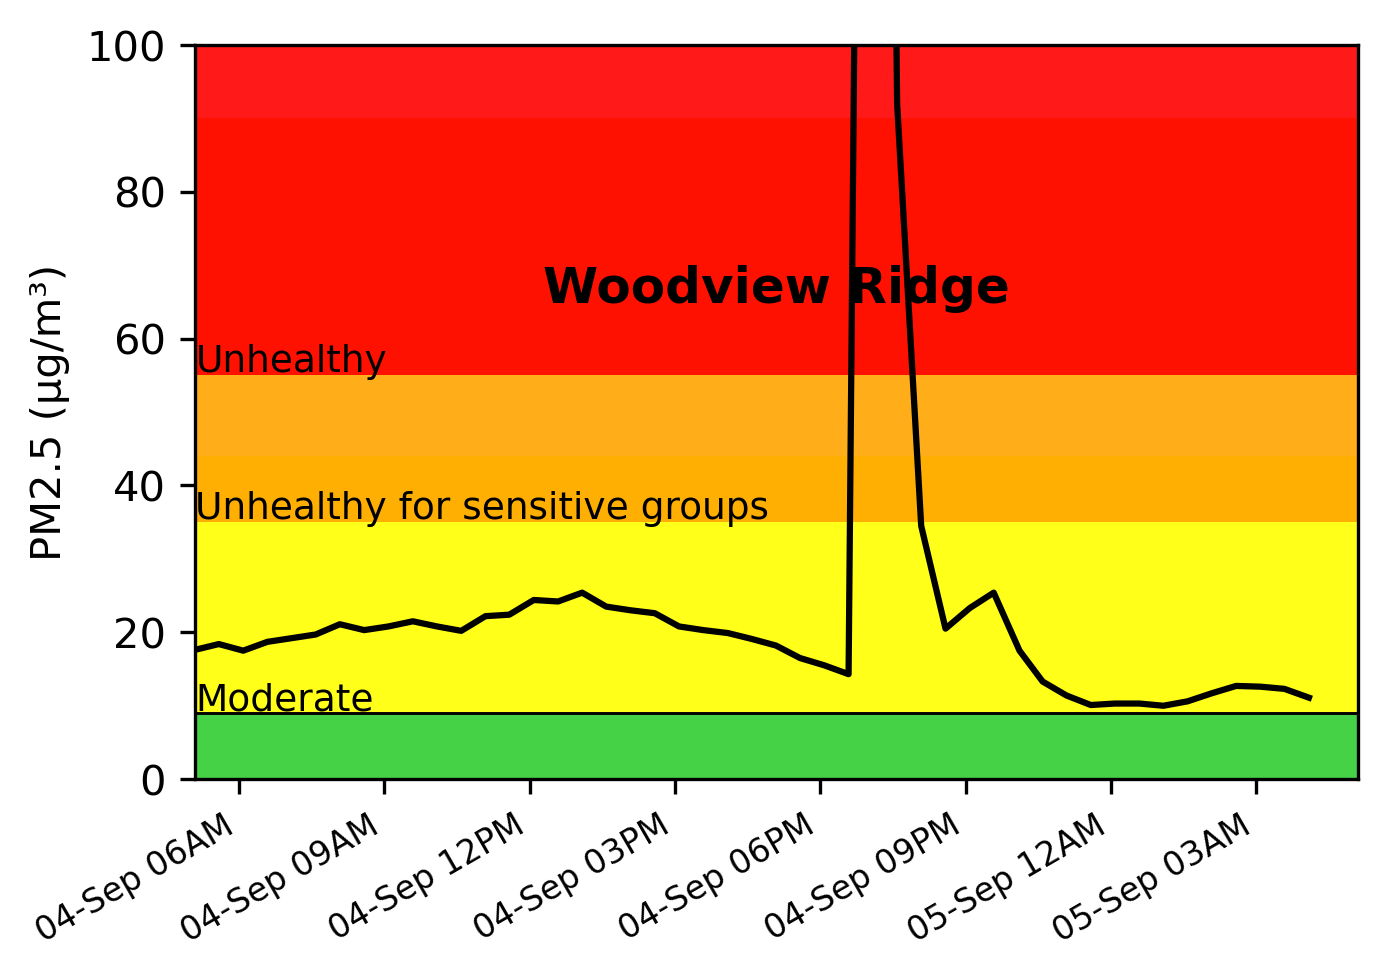 100
80
60
40
20
0
PM2.5 (µg/m³)
Woodview Ridge
Unhealthy
Unhealthy for sensitive groups
Moderate
04-Sep 06AM
04-Sep 09AM
04-Sep 12PM
04-Sep 03PM
04-Sep 06PM
04-Sep 09PM
05-Sep 12AM
05-Sep 03AM